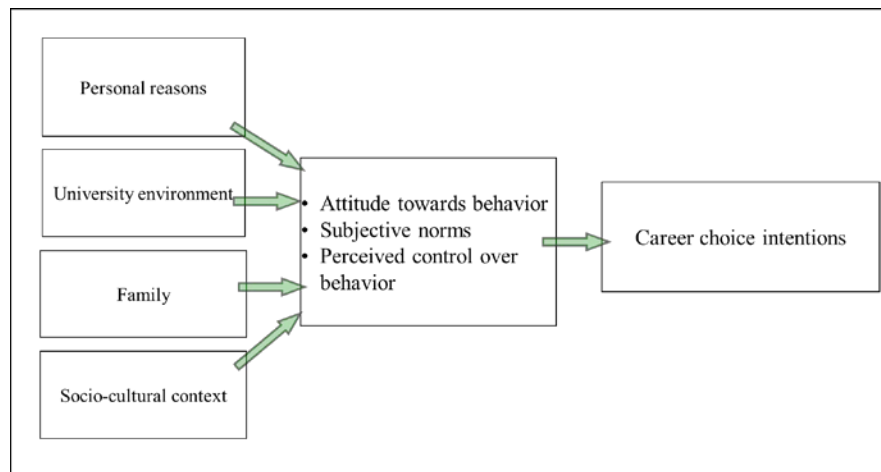 Personal reasons
University environment
Family
Socio-cultural context
• Attitude towards behavior
• Subjective norms
• Perceived control over
behavior
Career choice intentions